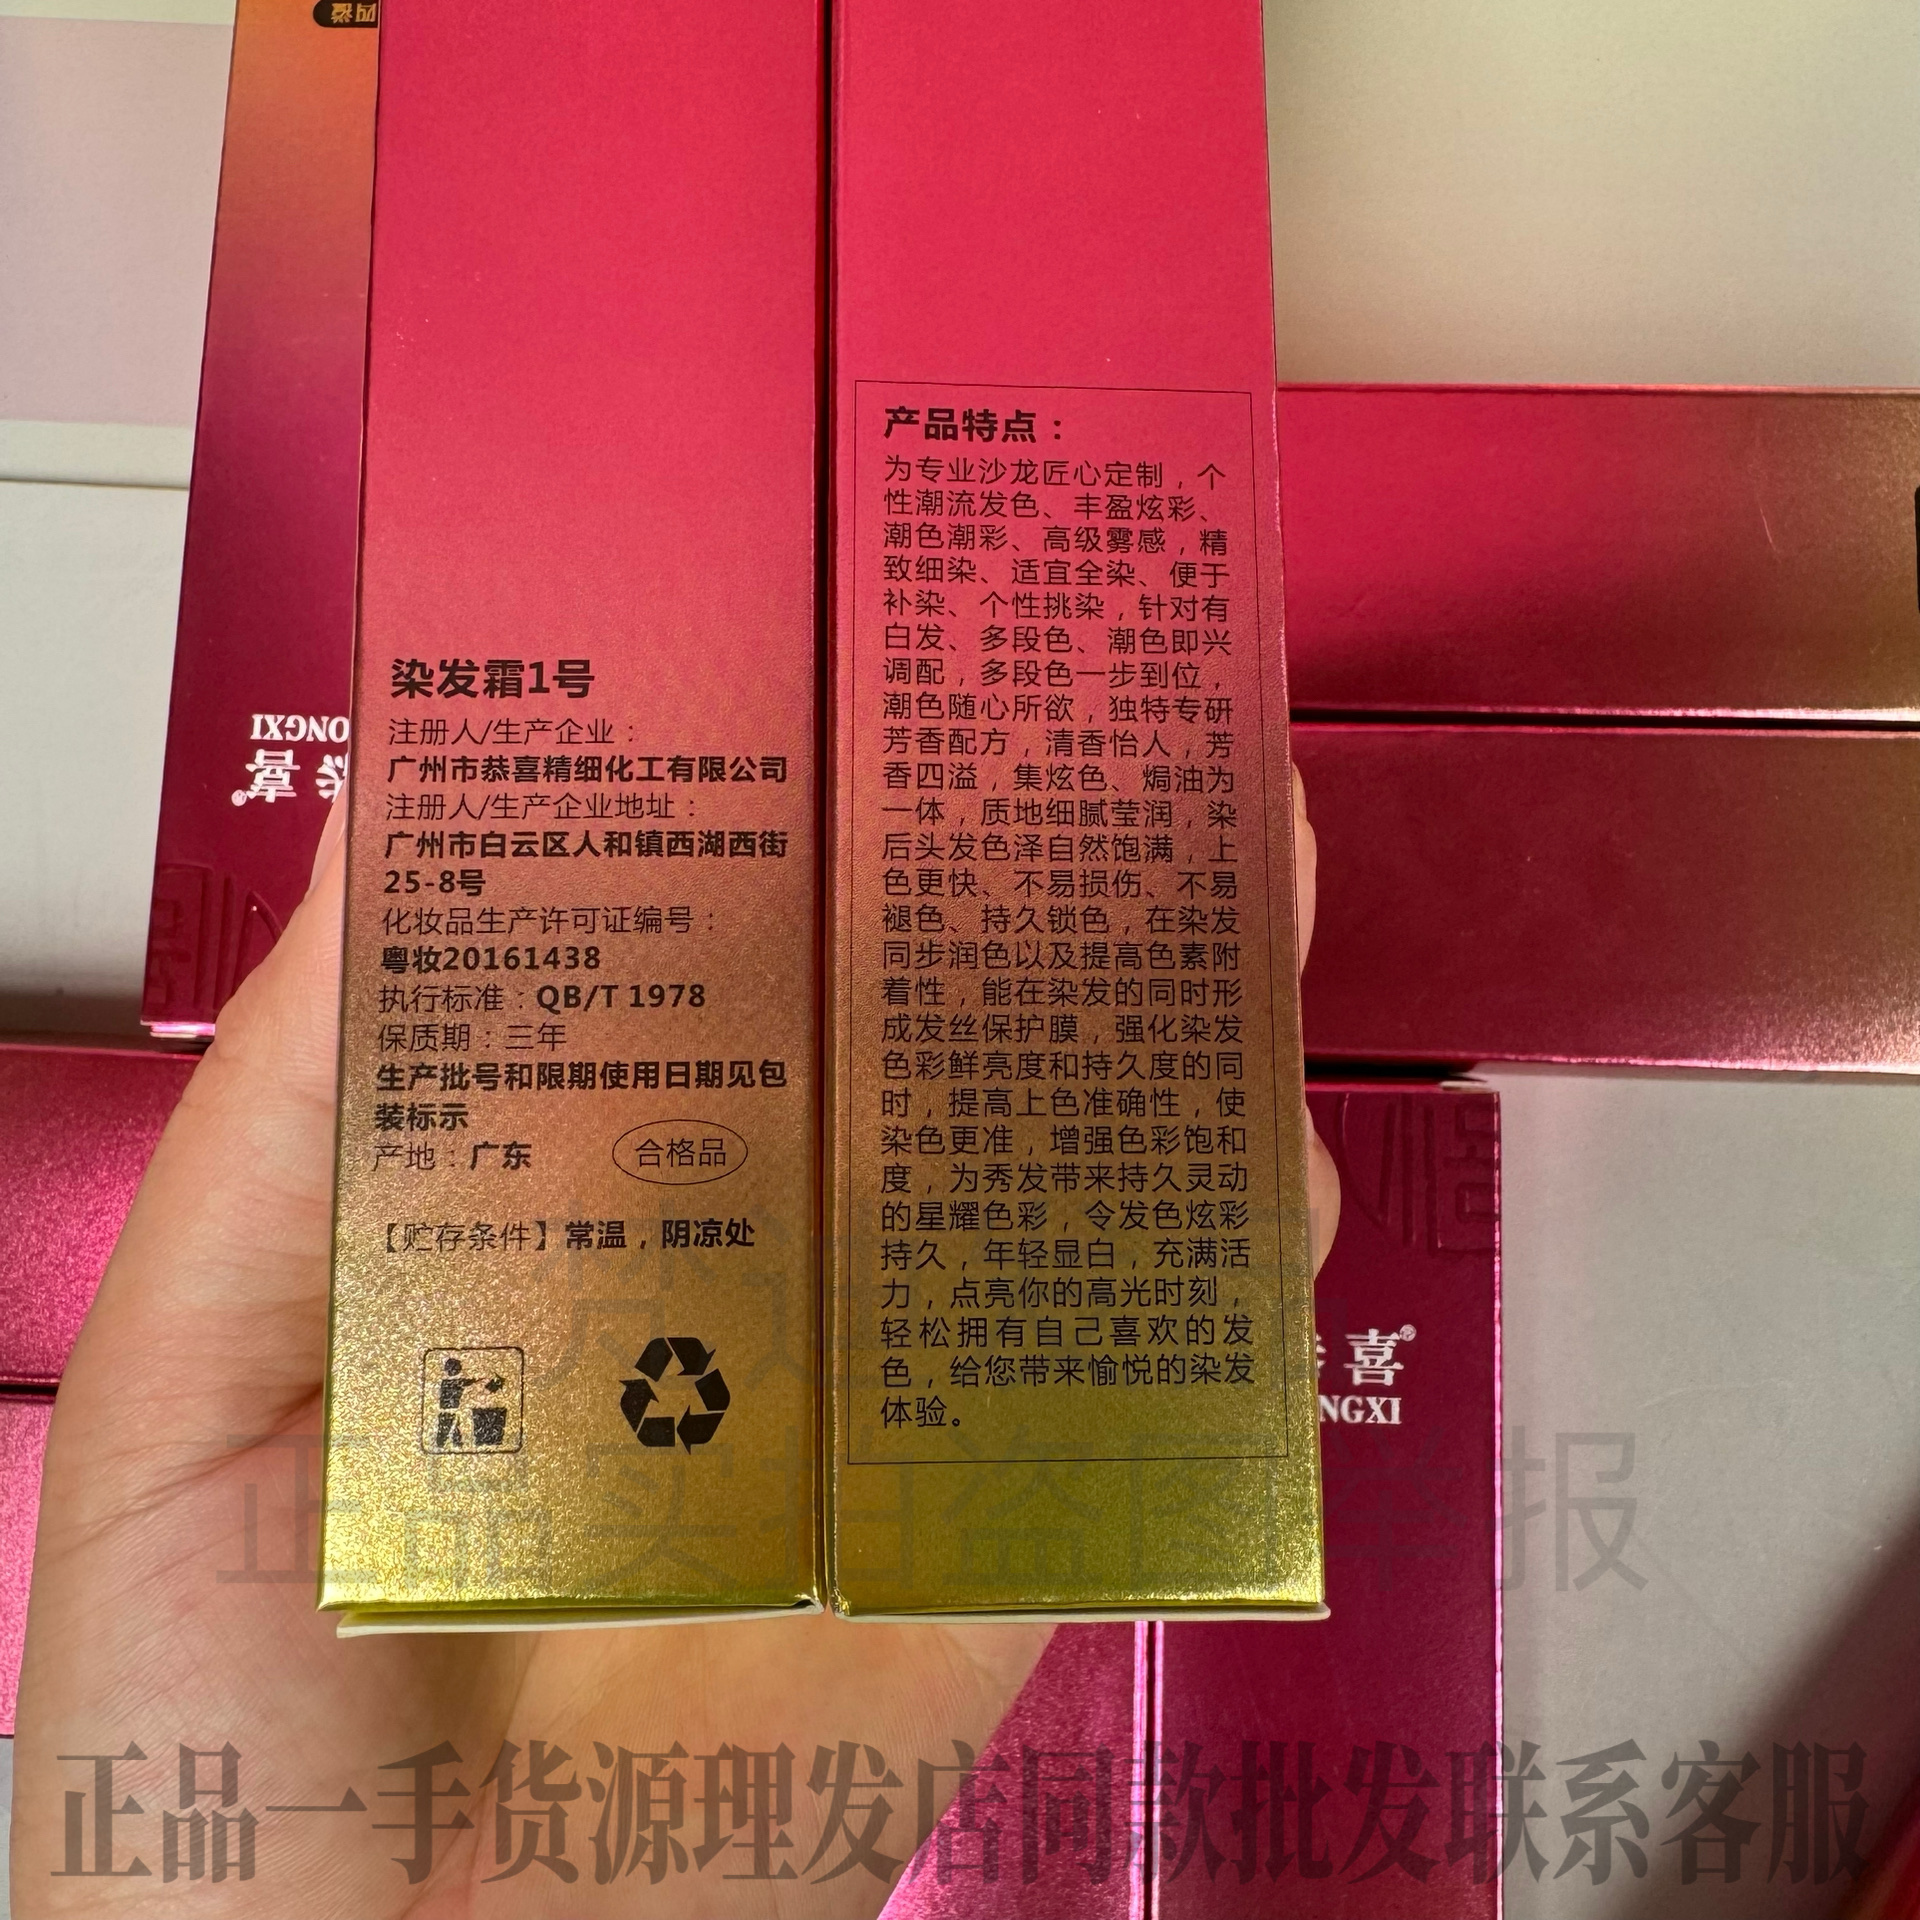 染发霜1号
注册人/生产企业：
广州市恭喜精细化工有限公司
注册人/生产企业地址：
广州市白云区人和镇西湖西街
25-8号
化妆品生产许可证编号：
粤妆20161438
执行标准：QB/T 1978
保质期：三年
生产批号和限期使用日期见包
装标示
产地：广东
合格品
【贮存条件】常温，阴凉处
产品特点：
为专业沙龙匠心定制，个
性潮流发色、丰盈炫彩、
潮色潮彩、高级雾感，精
致细染、适宜全染、便于
补染、个性挑染，针对有
白发、多段色、潮色即兴
调配，多段色一步到位，
潮色随心所欲，独特专研
芳香配方，清香怡人，芳
香四溢，集炫色、焗油为
一体，质地细腻莹润，染
后头发色泽自然饱满，上
色更快、不易损伤、不易
褪色、持久锁色，在染发
同步润色以及提高色素附
着性，能在染发的同时形
成发丝保护膜，强化染发
色彩鲜亮度和持久度的同
时，提高上色准确性，使
染色更准，增强色彩饱和
度，为秀发带来持久灵动
的星耀色彩，令发色炫彩
持久，年轻显白，充满活
力，点亮你的高光时刻，
轻松拥有自己喜欢的发
色，给您带来愉悦的染发
体验。
四溢
ONGXI
喜
喜®
NGXI
正品实拍盗图举报
正品一手货源理发店同款批发联系客服